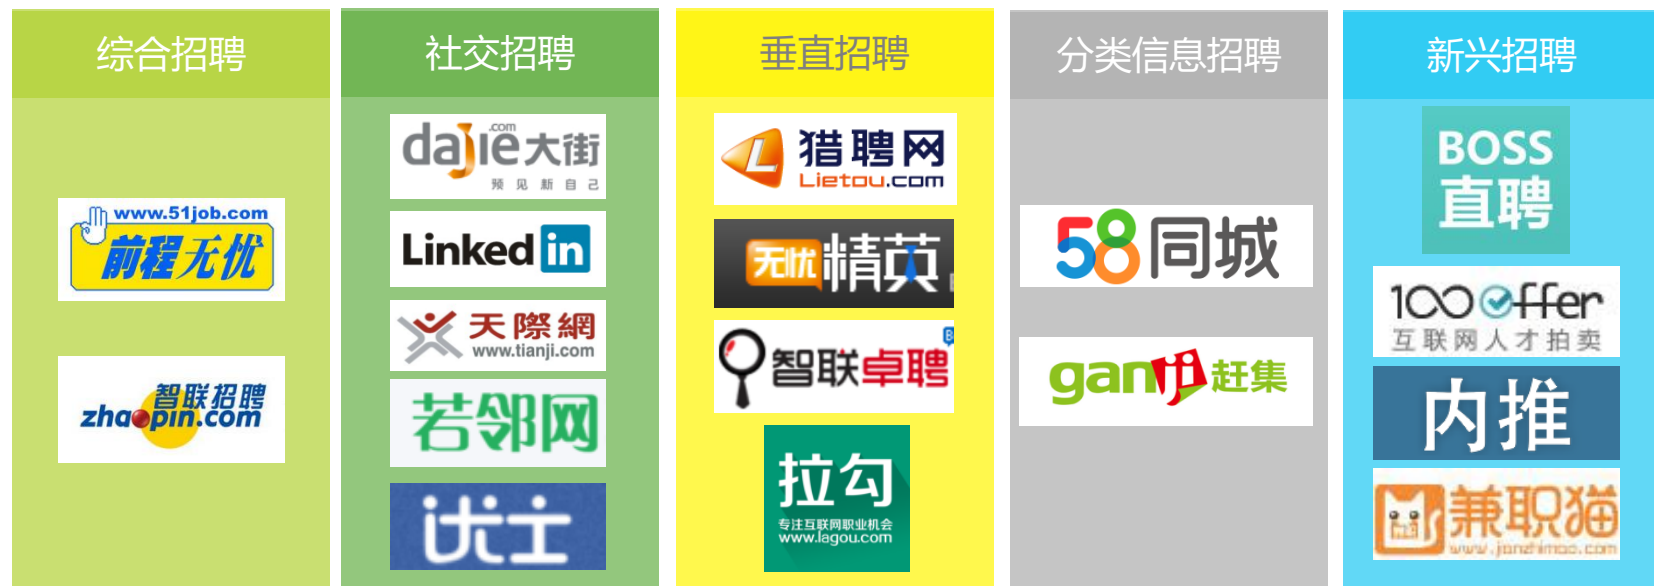 综合招聘
www.51job.com
前程无忧
智联招聘
zhaopin.com
社交招聘
dajie.com大街
预见新自己
Linked in
天際網
www.tianji.com
若邻网
优士
垂直招聘
猎聘网
Lietou.com
无忧精英
智联卓聘
拉勾
专注互联网职业机会
www.lagou.com
分类信息招聘
58同城
ganji赶集
新兴招聘
BOSS
直聘
100offer
互联网人才拍卖
内推
兼职猫
www.jianzhimao.com